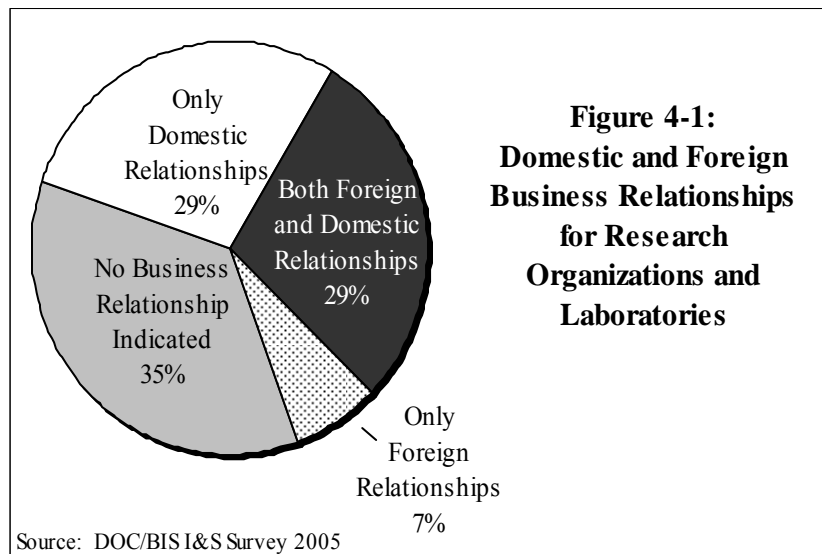 Only
Domestic
Relationships
29%
Both Foreign
and Domestic
Relationships
29%
No Business
Relationship
Indicated
35%
Only
Foreign
Relationships
7%
Figure 4-1:
Domestic and Foreign
Business Relationships
for Research
Organizations and
Laboratories
Source: DOC/BIS I&S Survey 2005